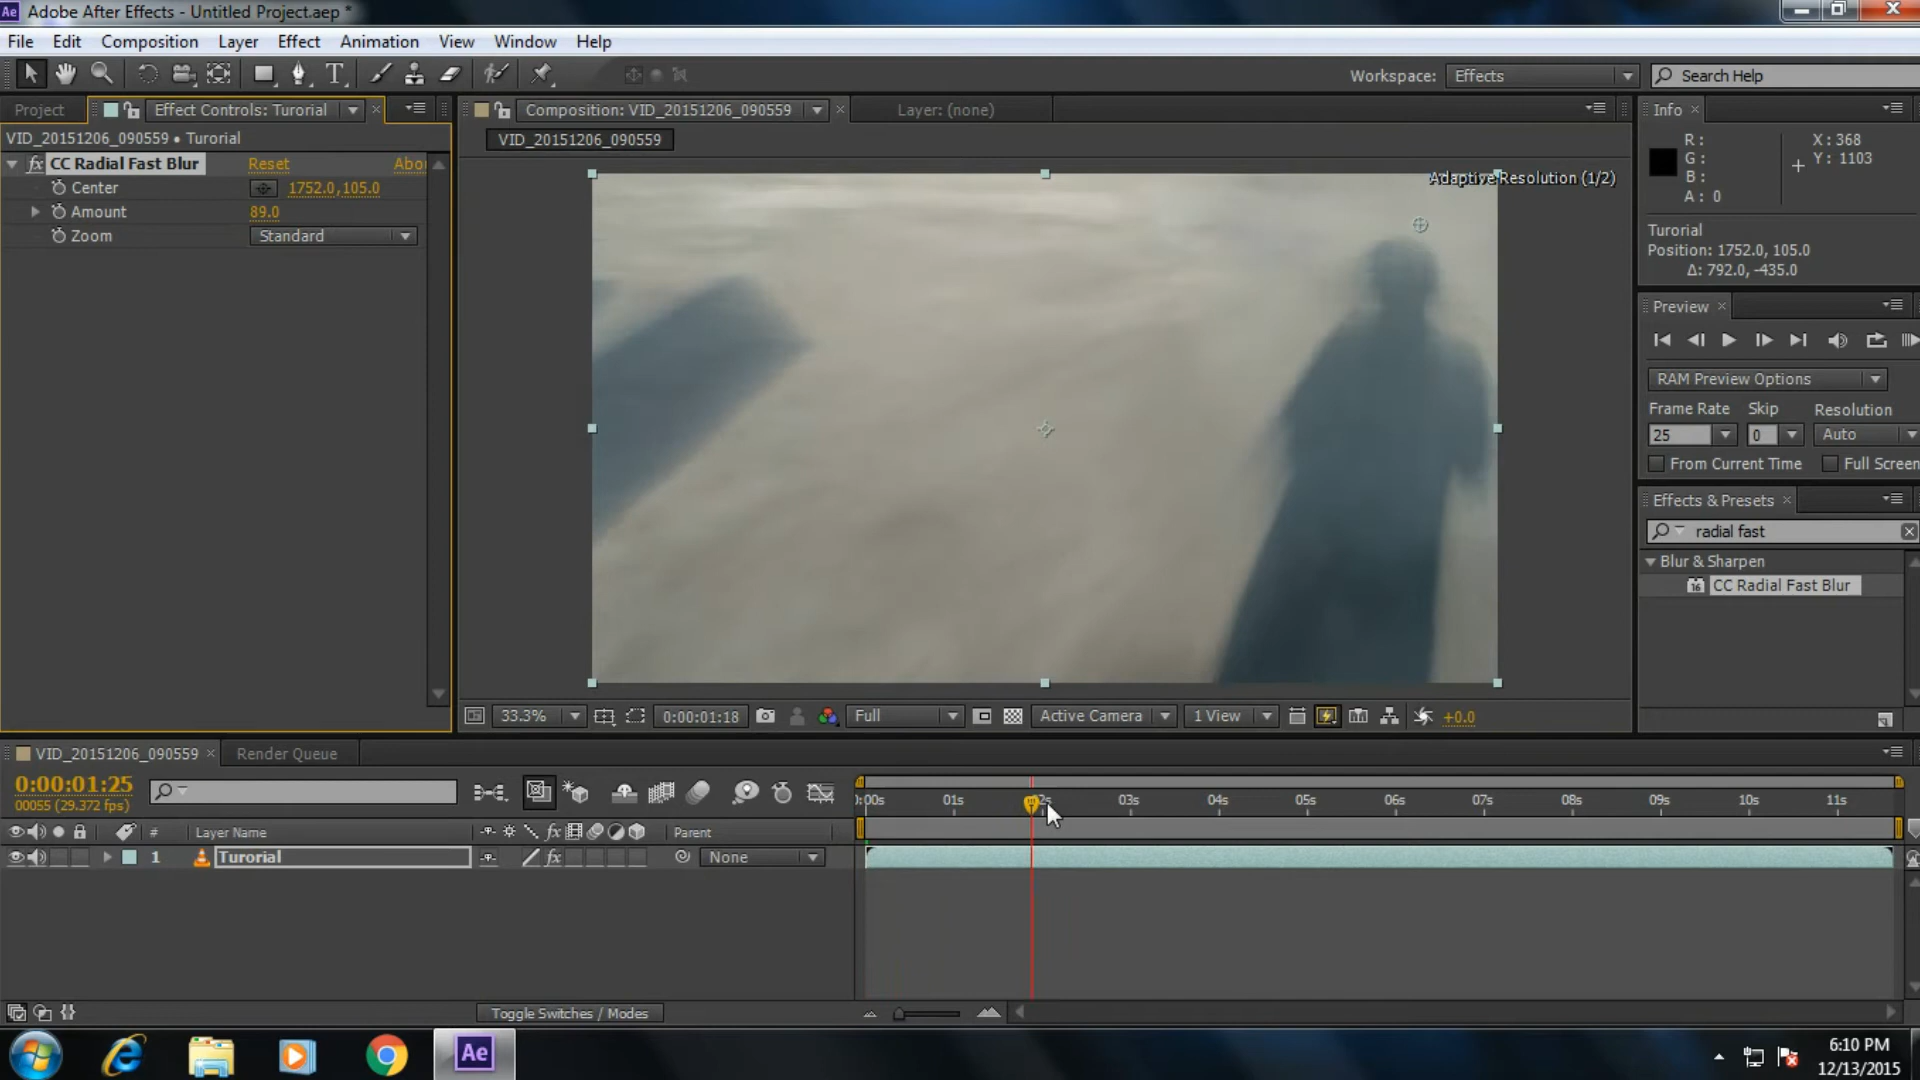 Adobe After Effects - Untitled Project.aep *
File Edit Composition Layer Effect Animation View Window Help
Workspace: Effects Search Help
Project Effect Controls: Turorial
VID_20151206_090559 • Turorial
fx CC Radial Fast Blur Reset Abo
Center 1752.0,105.0
Amount 89.0
Zoom Standard
Composition: VID_20151206_090559 Layer: (none)
VID_20151206_090559
Adaptive Resolution (1/2)
33.3% 0:00:01:18 Full Active Camera 1 View +0.0
Info
R: X: 368
G: Y: 1103
B:
A: 0
Turorial
Position: 1752.0, 105.0
Δ: 792.0, -435.0
Preview
RAM Preview Options
Frame Rate Skip Resolution
25 0 Auto
From Current Time Full Screen
Effects & Presets
radial fast
Blur & Sharpen
16 CC Radial Fast Blur
VID_20151206_090559 Render Queue
0:00:01:25
00055 (29.372 fps)
):00s 01s 02s 03s 04s 05s 06s 07s 08s 09s 10s 11s
# Layer Name fx Parent
1 Turorial fx None
Toggle Switches / Modes
Ae
6:10 PM
12/13/2015